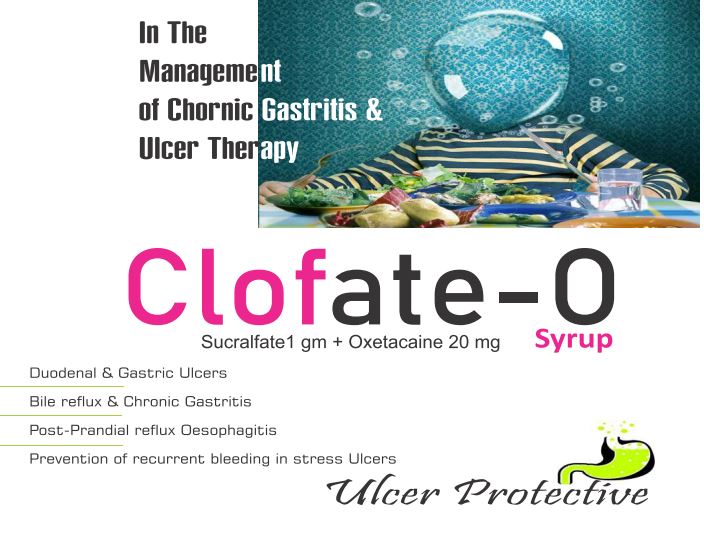 In The
Management
of Chornic Gastritis &
Ulcer Therapy
Clofate-O
Sucralfate1 gm + Oxetacaine 20 mg
Syrup
Duodenal & Gastric Ulcers
Bile reflux & Chronic Gastritis
Post-Prandial reflux Oesophagitis
Prevention of recurrent bleeding in stress Ulcers
Ulcer Protective